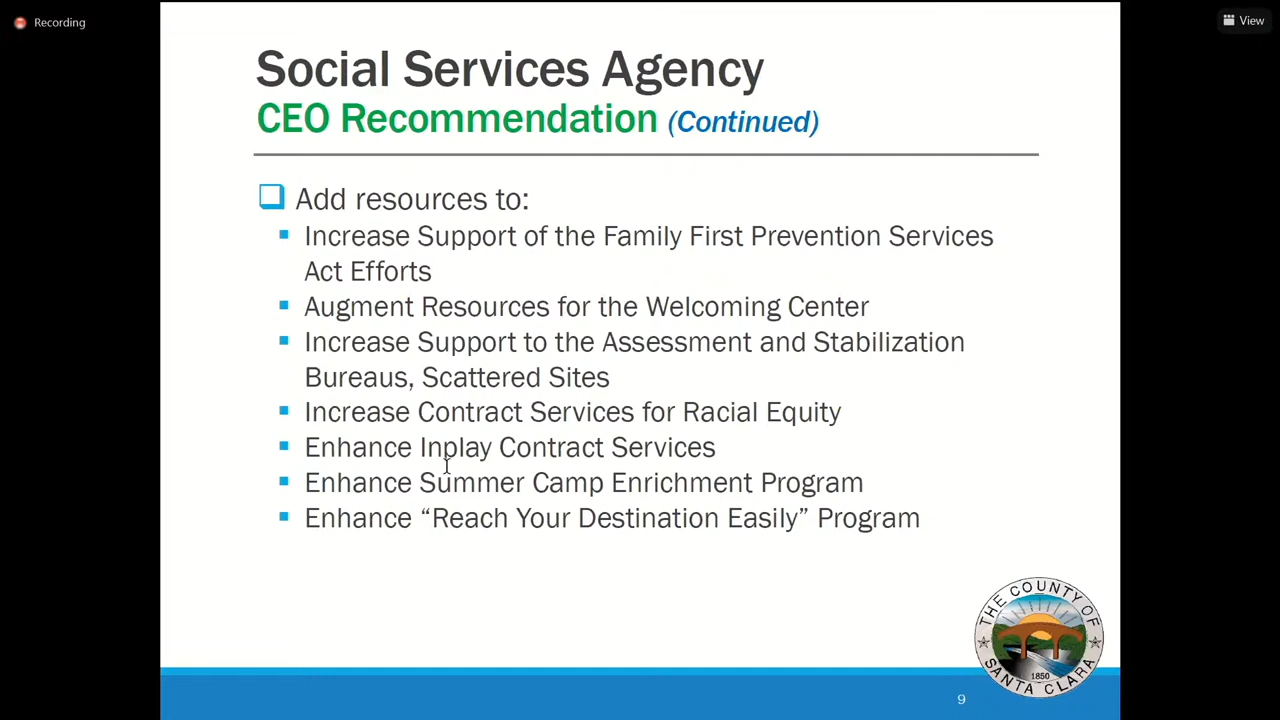 Recording
View
Social Services Agency
CEO Recommendation (Continued)
Add resources to:
Increase Support of the Family First Prevention Services
Act Efforts
Augment Resources for the Welcoming Center
Increase Support to the Assessment and Stabilization
Bureaus, Scattered Sites
Increase Contract Services for Racial Equity
Enhance Inplay Contract Services
Enhance Summer Camp Enrichment Program
Enhance “Reach Your Destination Easily” Program
THE COUNTY OF
SANTA CLARA
1850
9